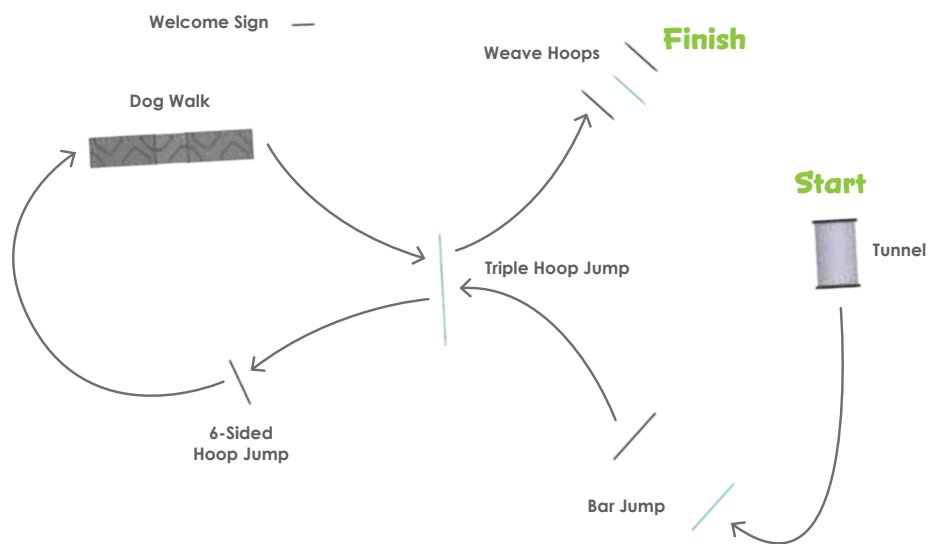 Welcome Sign
Finish
Weave Hoops
Dog Walk
Start
Tunnel
Triple Hoop Jump
6-Sided
Hoop Jump
Bar Jump